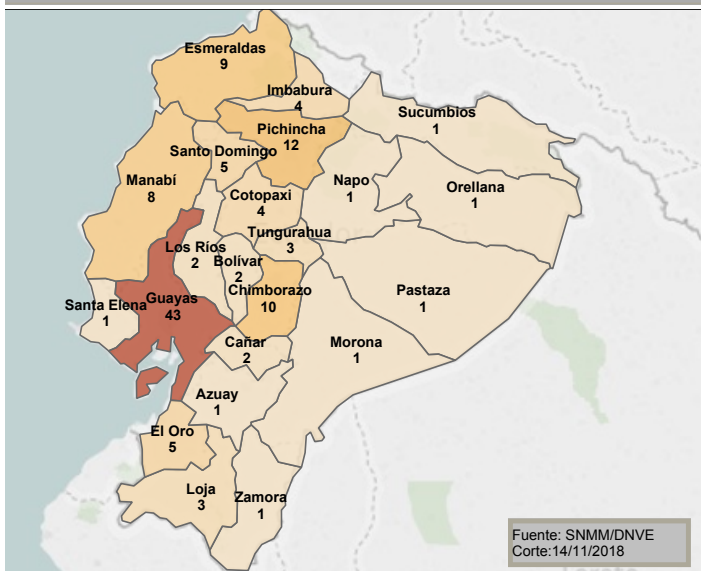 Esmeraldas
9
Imbabura
4
Sucumbios
1
Pichincha
12
Santo Domingo
5
Manabí
8
Napo
1
Orellana
1
Cotopaxi
4
Tungurahua
3
Los Ríos
2
Bolívar
2
Chimborazo
10
Pastaza
1
Santa Elena
1
Guayas
43
Cañar
2
Morona
1
Azuay
1
El Oro
5
Loja
3
Zamora
1
Fuente: SNMM/DNVE
Corte:14/11/2018